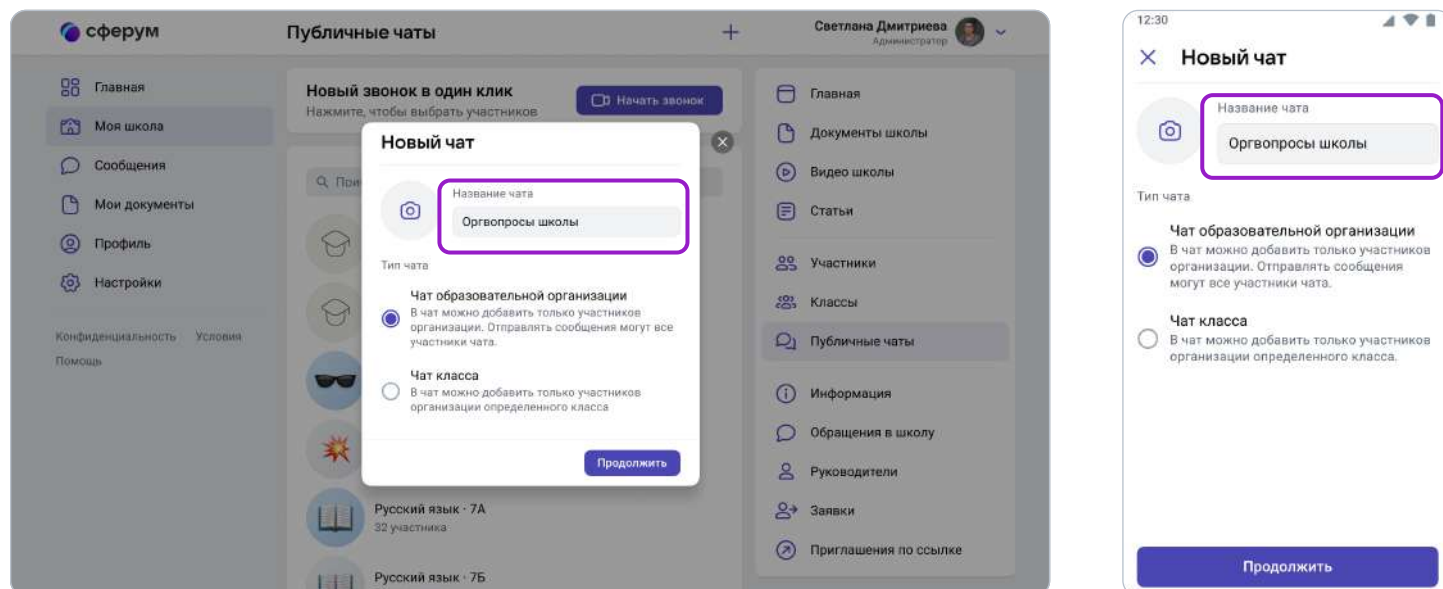 сферум
Публичные чаты
Светлана Дмитриева
Администратор
Главная
Моя школа
Сообщения
Мои документы
Профиль
Настройки
Конфиденциальность Условия
Помощь
Новый звонок в один клик
Нажмите, чтобы выбрать участников
Начать звонок
Новый чат
Название чата
Оргвопросы школы
Тип чата
Чат образовательной организации
В чат можно добавить только участников
организации. Отправлять сообщения могут все
участники чата.
Чат класса
В чат можно добавить только участников
организации определенного класса
Продолжить
Русский язык · 7А
32 участника
Русский язык · 7Б
Главная
Документы школы
Видео школы
Статьи
Участники
Классы
Публичные чаты
Информация
Обращения в школу
Руководители
Заявки
Приглашения по ссылке
12:30
Новый чат
Название чата
Оргвопросы школы
Тип чата
Чат образовательной организации
В чат можно добавить только участников
организации. Отправлять сообщения
могут все участники чата.
Чат класса
В чат можно добавить только участников
организации определенного класса.
Продолжить